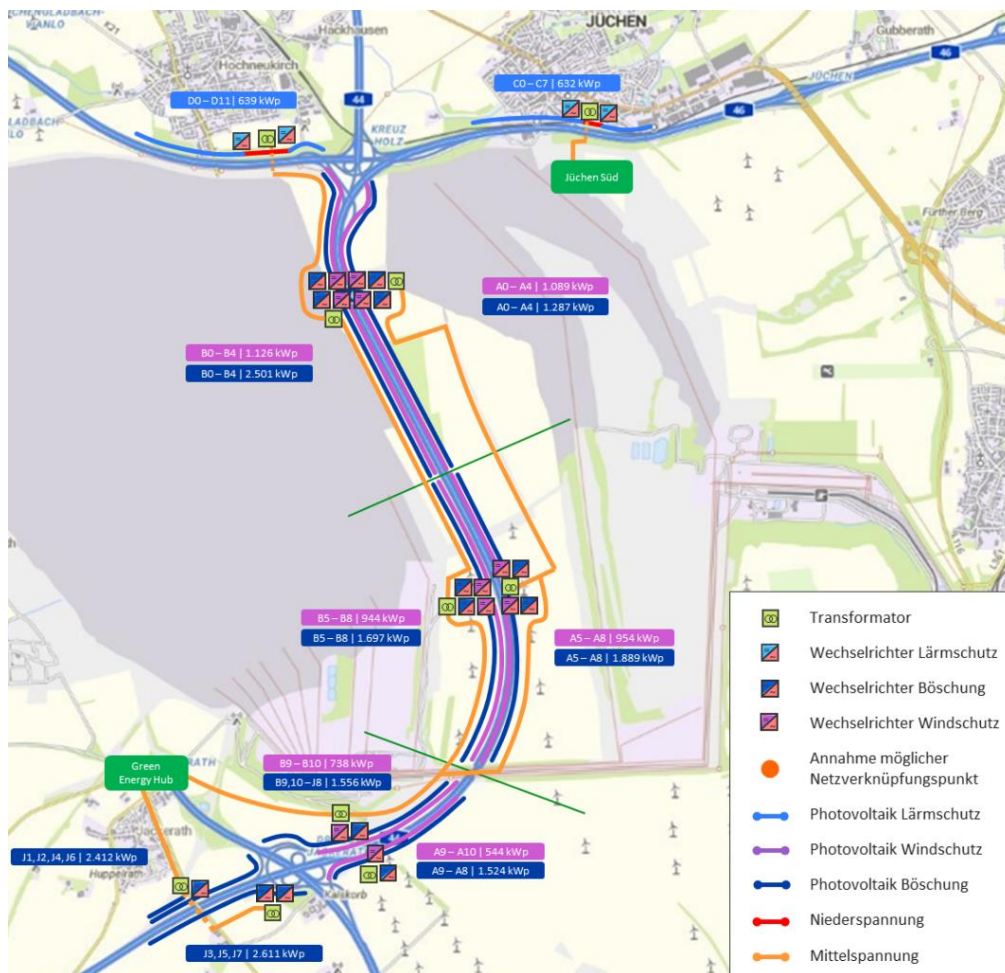 JÜCHEN
Gubberath
Hackhausen
Hochneukirch
K21
46
C0 – C7 | 632 kWp
D0 – D11 | 639 kWp
44
JÜCHEN
46
KREUZ
HOLZ
Jüchen Süd
Further Berg
A0 – A4 | 1.089 kWp
A0 – A4 | 1.287 kWp
B0 – B4 | 1.126 kWp
B0 – B4 | 2.501 kWp
B5 – B8 | 944 kWp
B5 – B8 | 1.697 kWp
A5 – A8 | 954 kWp
A5 – A8 | 1.889 kWp
Green
Energy Hub
B9 – B10 | 738 kWp
B9,10 – J8 | 1.556 kWp
Jackerath
Huppelrath
J1, J2, J4, J6 | 2.412 kWp
A9 – A10 | 544 kWp
A9 – A8 | 1.524 kWp
Kaiskorb
J3, J5, J7 | 2.611 kWp
Transformator
Wechselrichter Lärmschutz
Wechselrichter Böschung
Wechselrichter Windschutz
Annahme möglicher
Netzverknüpfungspunkt
Photovoltaik Lärmschutz
Photovoltaik Windschutz
Photovoltaik Böschung
Niederspannung
Mittelspannung